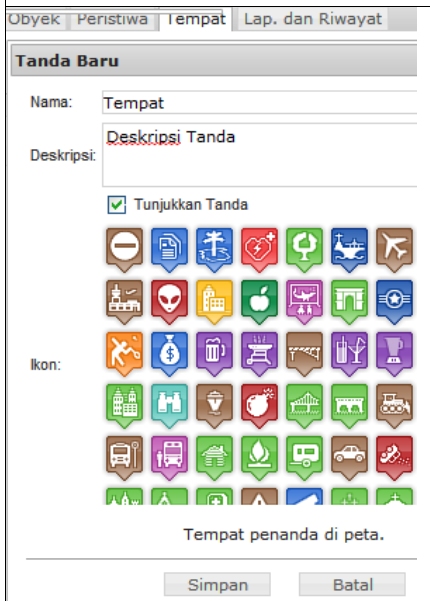 Obyek Peristiwa Tempat Lap. dan Riwayat
Tanda Baru
Nama: Tempat
Deskripsi: Deskripsi Tanda
Tunjukkan Tanda
Ikon:
Tempat penanda di peta.
Simpan Batal